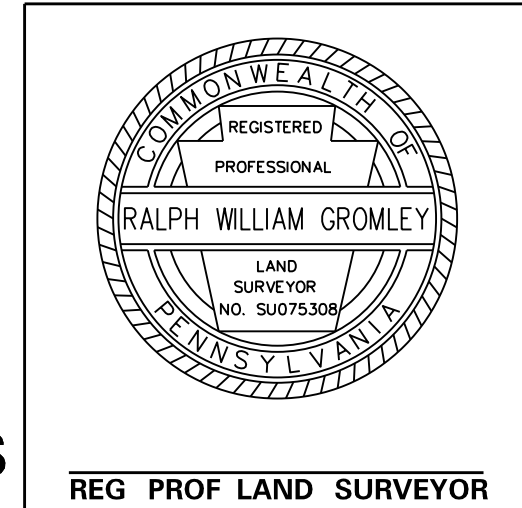 COMMONWEALTH OF
REGISTERED
PROFESSIONAL
RALPH WILLIAM GROMLEY
LAND
SURVEYOR
NO. SU075308
PENNSYLVANIA
S
REG PROF LAND SURVEYOR